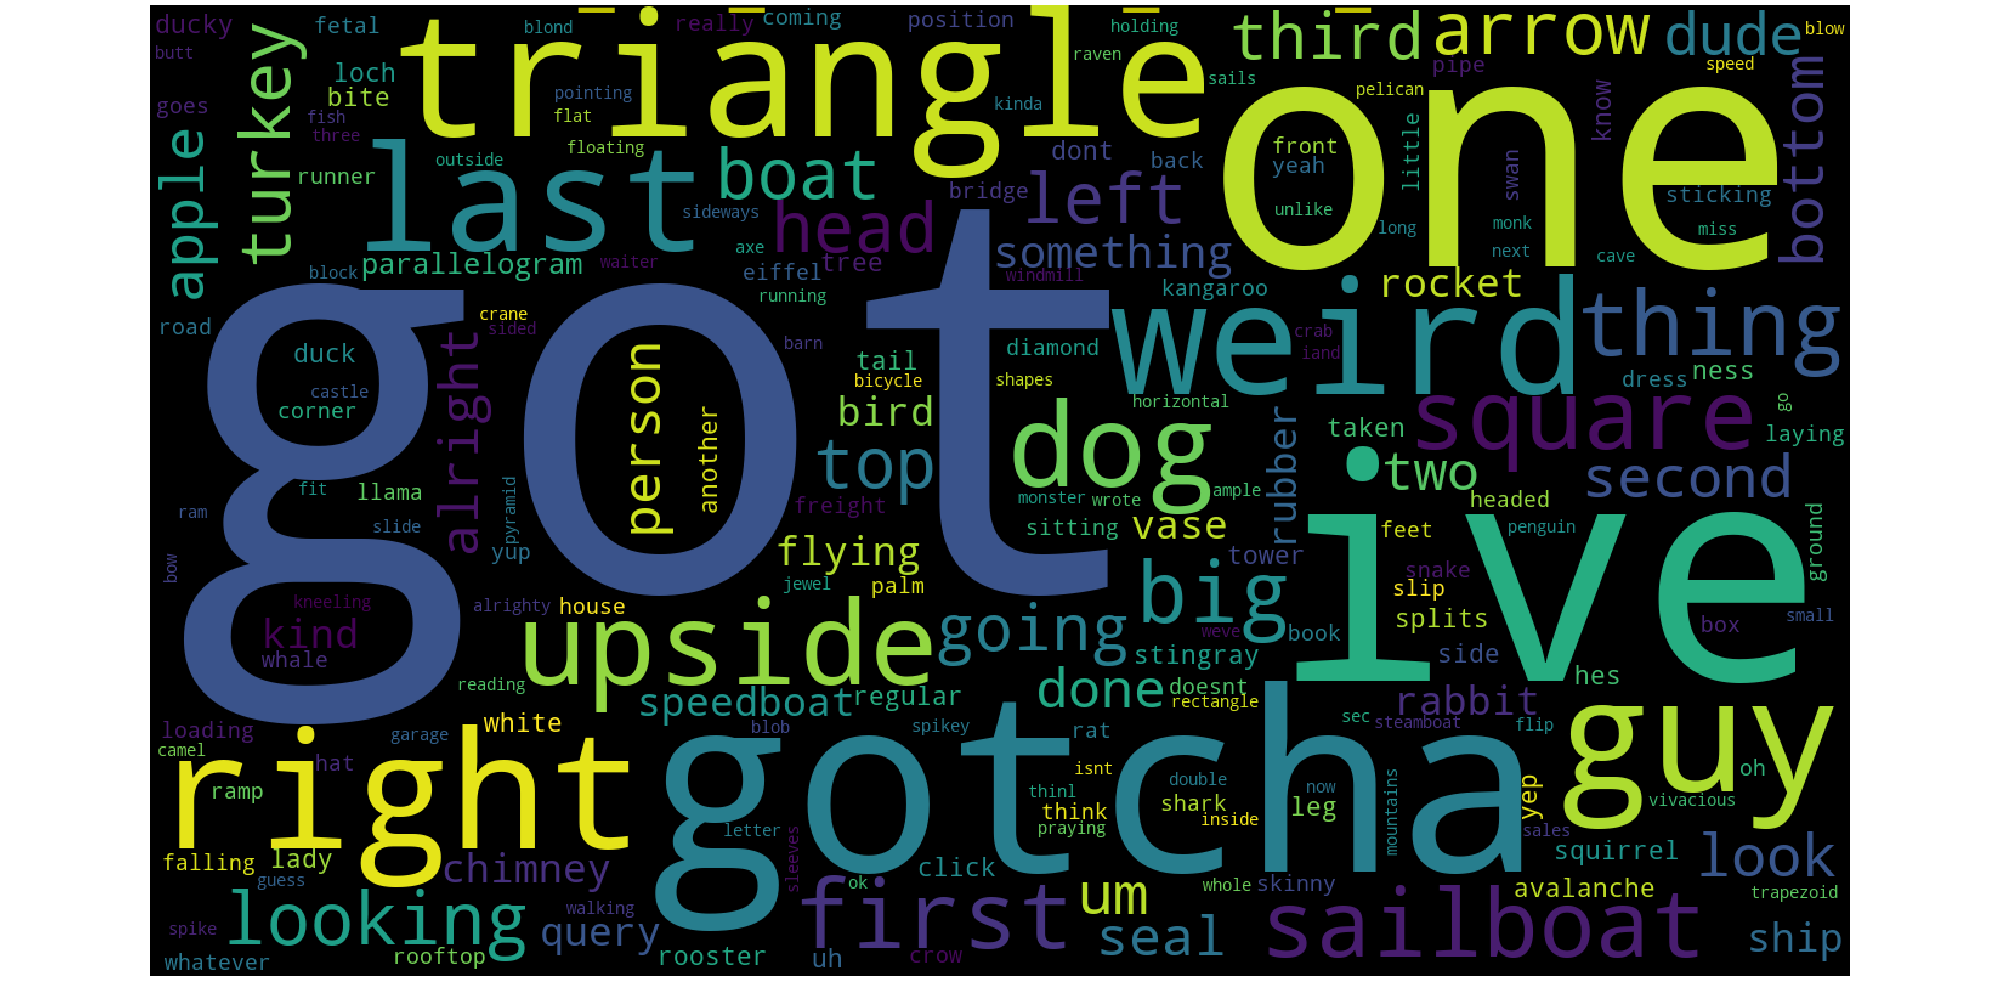 ducky
fetal
blond
really
coming
position
holding
third
arrow
dude
blow
butt
turkey
loch
triangle
raven
sails
one
pipe
speed
bottom
goes
bite
pointing
kinda
pelican
know
fish
flat
three
floating
apple
last
outside
boat
dont
back
front
yeah
little
swan
runner
bridge
left
sticking
sideways
head
unlike
long
monk
miss
parallelogram
axe
something
next
cave
block
waiter
eiffel
tree
windmill
kangaroo
rocket
thing
road
got
crane
sided
running
weird
duck
alright
person
barn
diamond
crab
iand
castle
tail
bicycle
shapes
dress
ness
corner
another
bird
dog
horizontal
square
go
taken
laying
top
rubber
two
second
fit
llama
pyramid
freight
monster
wrote
ample
headed
ram
slide
sitting
vase
feet
penguin
ground
yup
flying
tower
ive
bow
jewel
palm
big
snake
slip
kneeling
alrighty
house
going
splits
small
kind
upside
weve
book
box
whale
stingray
side
reading
speedboat
regular
done
doesnt
rabbit
hes
rectangle
loading
white
blob
spikey
rat
sec
steamboat
flip
guy
camel
garage
right
hat
gotcha
isnt
double
now
mountains
yep
oh
ramp
thinl
think
shark
inside
leg
vivacious
letter
praying
sales
falling
lady
chimney
sleeves
click
squirrel
look
guess
ok
whole
skinny
avalanche
trapezoid
looking
walking
first
um
sailboat
spike
query
seal
ship
whatever
rooftop
rooster
uh
crow